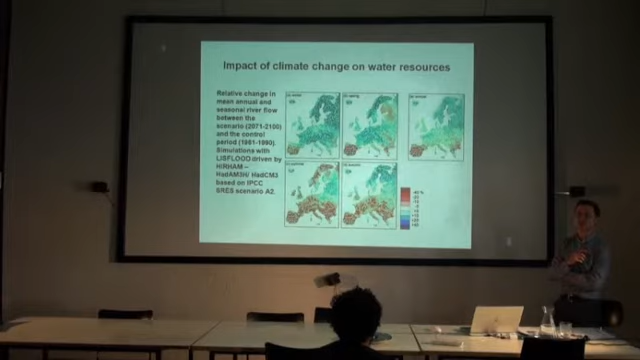 Impact of climate change on water resources
Relative change in
mean annual and
seasonal river flow
between the
scenario (2071-2100)
and the control
period (1961-1990).
Simulations with
LISFLOOD driven by
HIRHAM –
HadAM3H/ HadCM3
based on IPCC
SRES scenario A2.